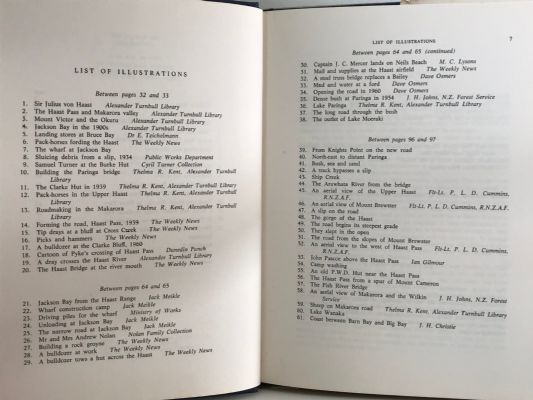 LIST OF ILLUSTRATIONS
Between pages 32 and 33
1. Sir Julius von Haast Alexander Turnbull Library
2. The Haast Pass and Makarora valley Alexander Turnbull Library
3. Mount Victor and the Okuru Alexander Turnbull Library
4. Jackson Bay in the 1900s Alexander Turnbull Library
5. Landing stores at Bruce Bay Dr E. Teichelmann
6. Pack-horses fording the Haast The Weekly News
7. The wharf at Jackson Bay
8. Sluicing debris from a slip, 1934 Public Works Department
9. Samuel Turner at the Burke Hut Cyril Turner Collection
10. Building the Paringa bridge Thelma R. Kent, Alexander Turnbull
Library
11. The Clarke Hut in 1939 Thelma R. Kent, Alexander Turnbull Library
12. Pack-horses in the Upper Haast Thelma R. Kent, Alexander Turnbull
Library
13. Roadmaking in the Makarora Thelma R. Kent, Alexander Turnbull
Library
14. Forming the road, Haast Pass, 1939 The Weekly News
15. Tip drays at a bluff at Cross Creek The Weekly News
16. Picks and hammers The Weekly News
17. A bulldozer at the Clarke Bluff, 1960
18. Cartoon of Pyke's crossing of Haast Pass Dunedin Punch
19. A dray crosses the Haast River Alexander Turnbull Library
20. The Haast Bridge at the river mouth The Weekly News
Between pages 64 and 65
21. Jackson Bay from the Haast Range Jack Meikle
22. Wharf construction camp Jack Meikle
23. Driving piles for the wharf Ministry of Works
24. Unloading at Jackson Bay Jack Meikle
25. The narrow road at Jackson Bay Jack Meikle
26. Mr and Mrs Andrew Nolan Nolan Family Collection
27. Building a rock groyne The Weekly News
28. A bulldozer at work The Weekly News
29. A bulldozer tows a hut across the Haast The Weekly News
LIST OF ILLUSTRATIONS 7
Between pages 64 and 65 (continued)
30. Captain J. C. Mercer lands on Neils Beach M. C. Lysons
31. Mail and supplies at the Haast airfield The Weekly News
32. A steel truss bridge replaces a Bailey Dave Osmers
33. Mud and water at a ford Dave Osmers
34. Opening the road in 1960 Dave Osmers
35. Dense bush at Paringa in 1954 J. H. Johns, N.Z. Forest Service
36. Lake Paringa Thelma R. Kent, Alexander Turnbull Library
37. The long road through the bush
38. The outlet of Lake Moeraki
Between pages 96 and 97
39. From Knights Point on the new road
40. North-east to distant Paringa
41. Bush, sea and sand
42. A truck bypasses a slip
43. Ship Creek
44. The Arawhata River from the bridge
45. An aerial view of the Upper Haast Flt-Lt. P. L. D. Cummins,
R.N.Z.A.F.
46. An aerial view of Mount Brewster Flt-Lt. P. L. D. Cummins, R.N.Z.A.F.
47. A slip on the road
48. The gorge of the Haast
49. The road begins its steepest grade
50. They slept in the open
51. The road from the slopes of Mount Brewster
52. An aerial view to the west of Haast Pass Flt-Lt. P. L. D. Cummins,
R.N.Z.A.F.
53. John Pascoe above the Haast Pass Ian Gilmour
54. Camp washing
55. An old P.W.D. Hut near the Haast Pass
56. The Haast Pass from a spur of Mount Cameron
57. The Fish River Bridge
58. An aerial view of Makarora and the Wilkin J. H. Johns, N.Z. Forest
Service
59. Sheep on Makarora road Thelma R. Kent, Alexander Turnbull Library
60. Lake Wanaka
61. Coast between Barn Bay and Big Bay J. H. Christie